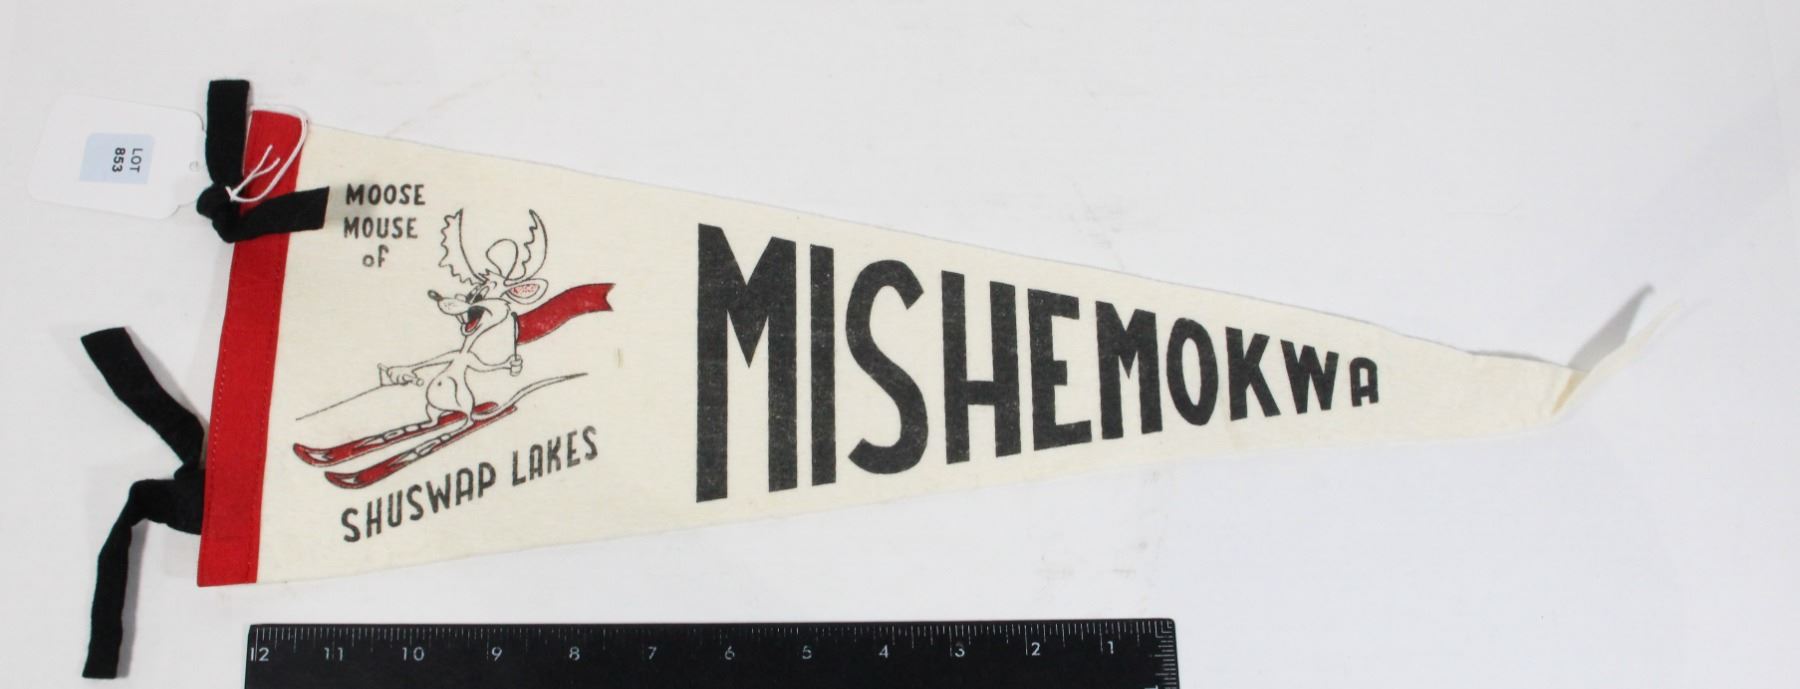 LOT
853
MOOSE
MOUSE
of
SHUSWAP LAKES
MISHEMOKWA
12 11 10 9 8 7 6 5 4 3 2 1
1